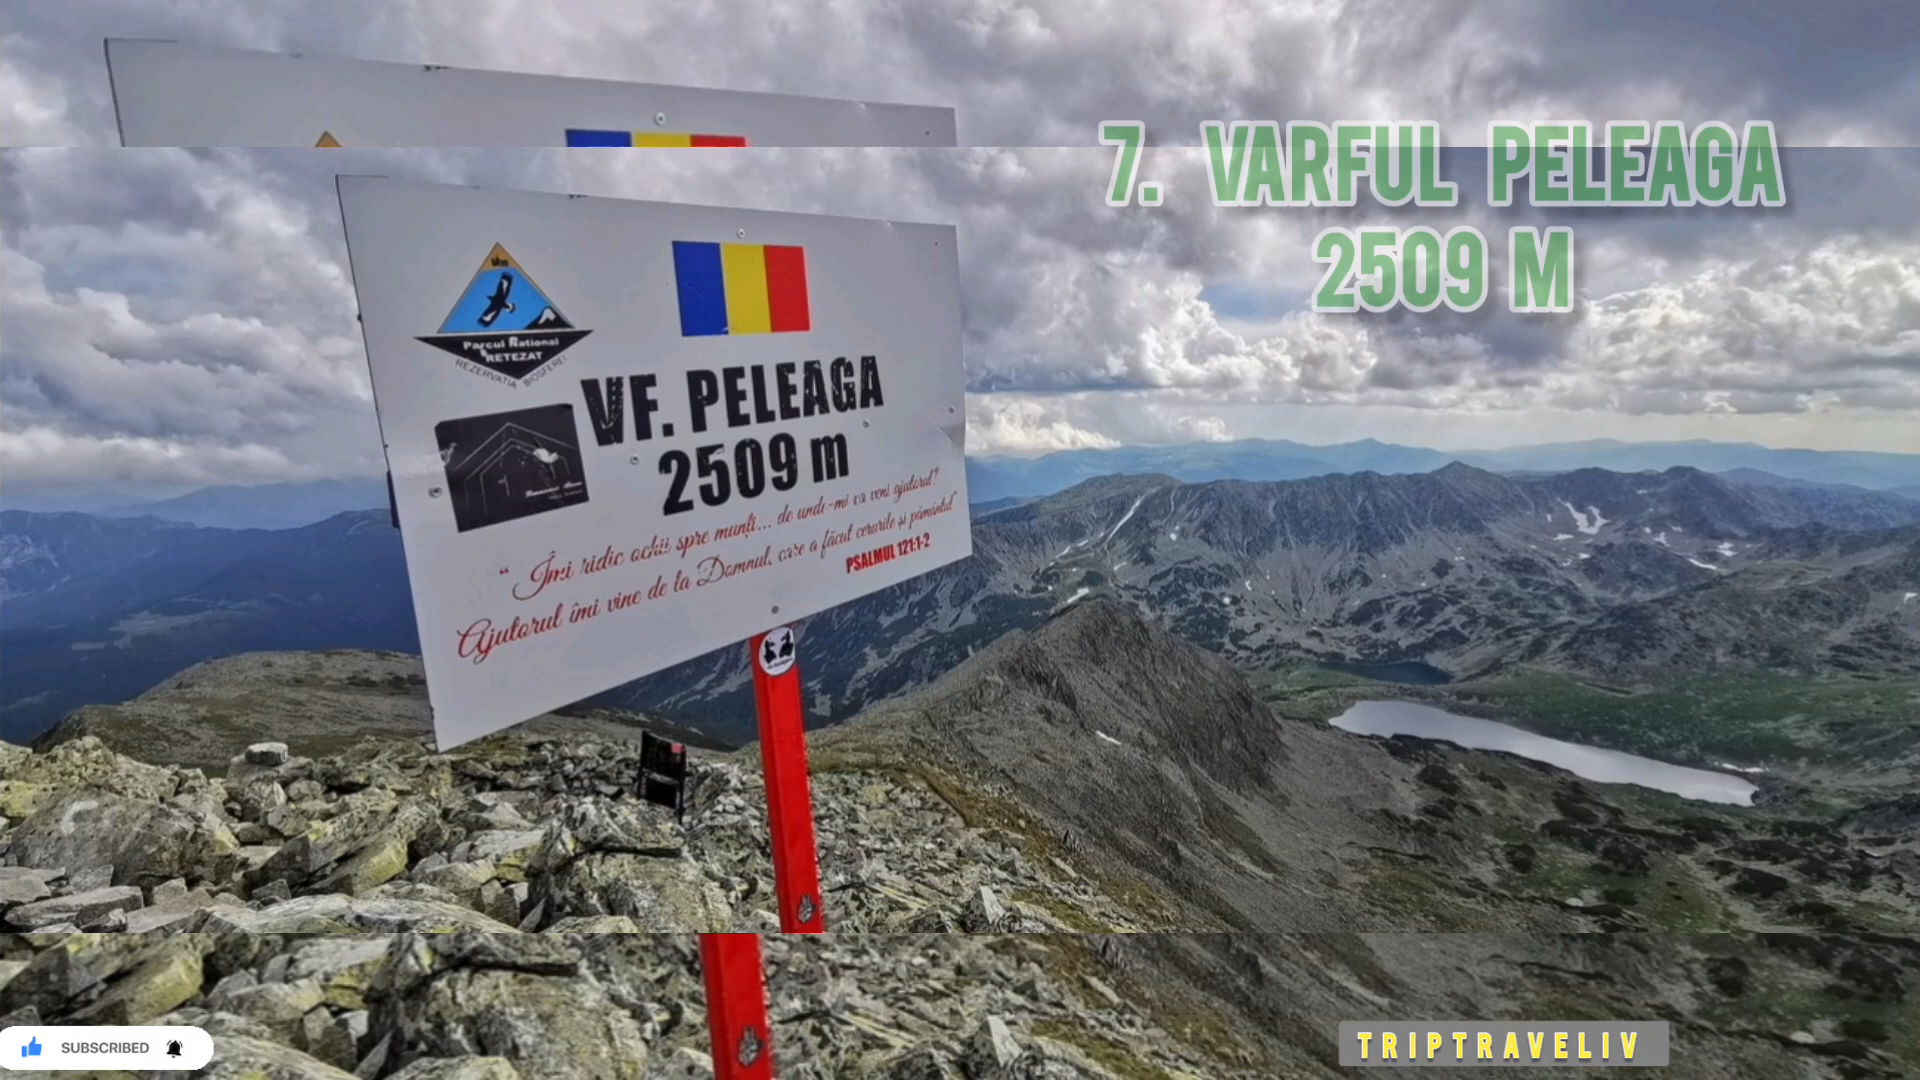 7. VARFUL PELEAGA
2509 M
Parcul National
RETEZAT
REZERVATIA BIOSFEREI
VF. PELEAGA
2509 m
“Îmi ridic ochii spre munți... de unde-mi va veni ajutorul?
Ajutorul îmi vine de la Domnul, care a făcut cerurile și pământul"
PSALMUL 121:1-2
SUBSCRIBED
TRIPTRAVELIV